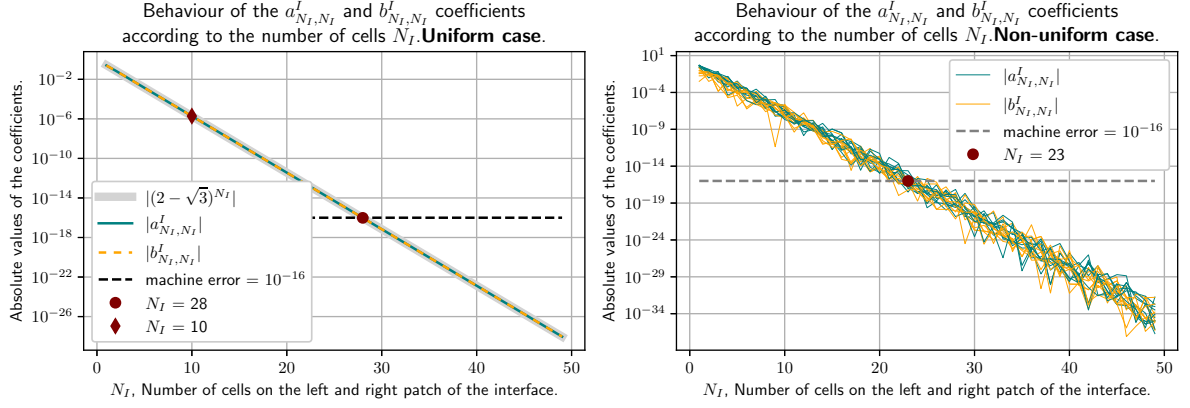 Behaviour of the $a^I_{N_I,N_I}$ and $b^I_{N_I,N_I}$ coefficients
according to the number of cells $N_I$.Uniform case.
Absolute values of the coefficients.
10^{-2}
10^{-6}
10^{-10}
10^{-14}
10^{-18}
10^{-22}
10^{-26}
$|(2-\sqrt{3})^{N_I}|$
$|a^I_{N_I,N_I}|$
$|b^I_{N_I,N_I}|$
machine error = $10^{-16}$
$N_I$ = 28
$N_I$ = 10
0 10 20 30 40 50
$N_I$, Number of cells on the left and right patch of the interface.
Behaviour of the $a^I_{N_I,N_I}$ and $b^I_{N_I,N_I}$ coefficients
according to the number of cells $N_I$.Non-uniform case.
Absolute values of the coefficients.
10^{1}
10^{-4}
10^{-9}
10^{-14}
10^{-19}
10^{-24}
10^{-29}
10^{-34}
$|a^I_{N_I,N_I}|$
$|b^I_{N_I,N_I}|$
machine error = $10^{-16}$
$N_I$ = 23
0 10 20 30 40 50
$N_I$, Number of cells on the left and right patch of the interface.